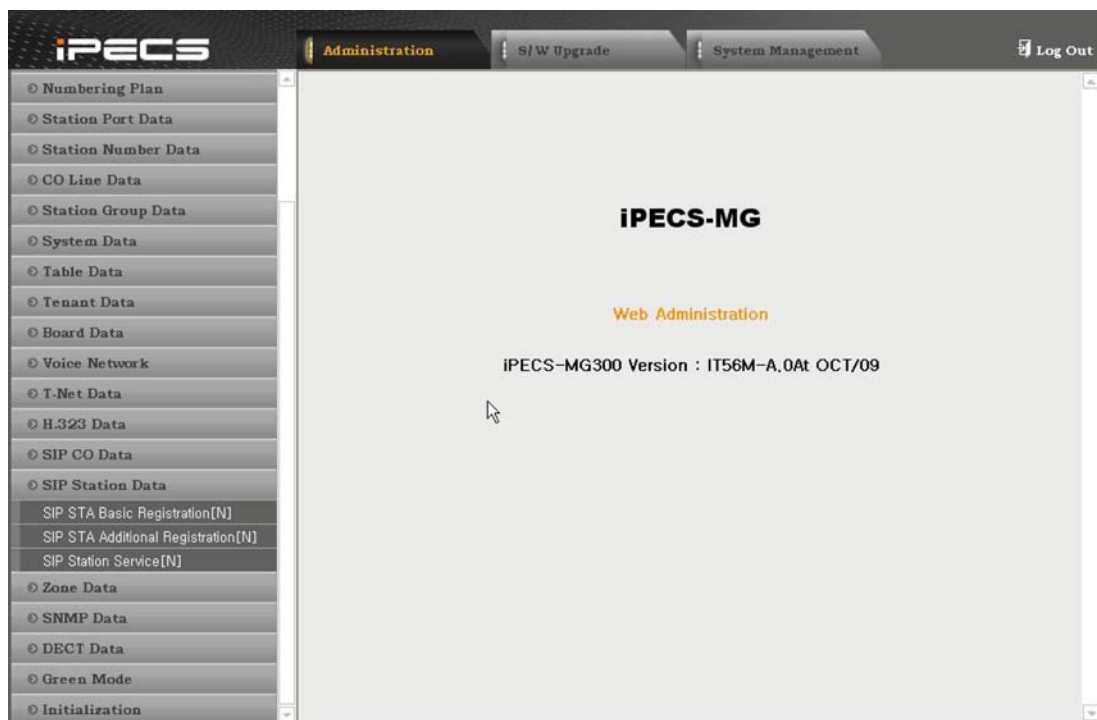 iPECS
Administration
S/W Upgrade
System Management
Log Out
Numbering Plan
Station Port Data
Station Number Data
CO Line Data
Station Group Data
System Data
Table Data
Tenant Data
Board Data
Voice Network
T-Net Data
H.323 Data
SIP CO Data
SIP Station Data
SIP STA Basic Registration[N]
SIP STA Additional Registration[N]
SIP Station Service[N]
Zone Data
SNMP Data
DECT Data
Green Mode
Initialization
iPECS-MG
Web Administration
iPECS-MG300 Version : IT56M-A.0At OCT/09